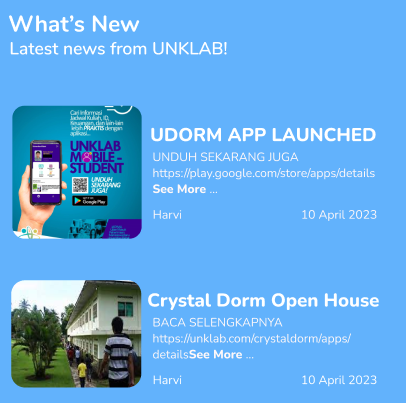 What's New
Latest news from UNKLAB!
Cari Informasi
Jadwal Kuliah, ID,
Keuangan, dan lain-lain
lebih PRAKTIS dengan
aplikasi...
UNKLAB
MOBILE -
STUDENT
UNDUH
SEKARANG
JUGA!
Google Play
UDORM APP LAUNCHED
UNDUH SEKARANG JUGA
https://play.google.com/store/apps/details
See More ...
Harvi 10 April 2023
Crystal Dorm Open House
BACA SELENGKAPNYA
https://unklab.com/crystaldorm/apps/
detailsSee More ...
Harvi 10 April 2023